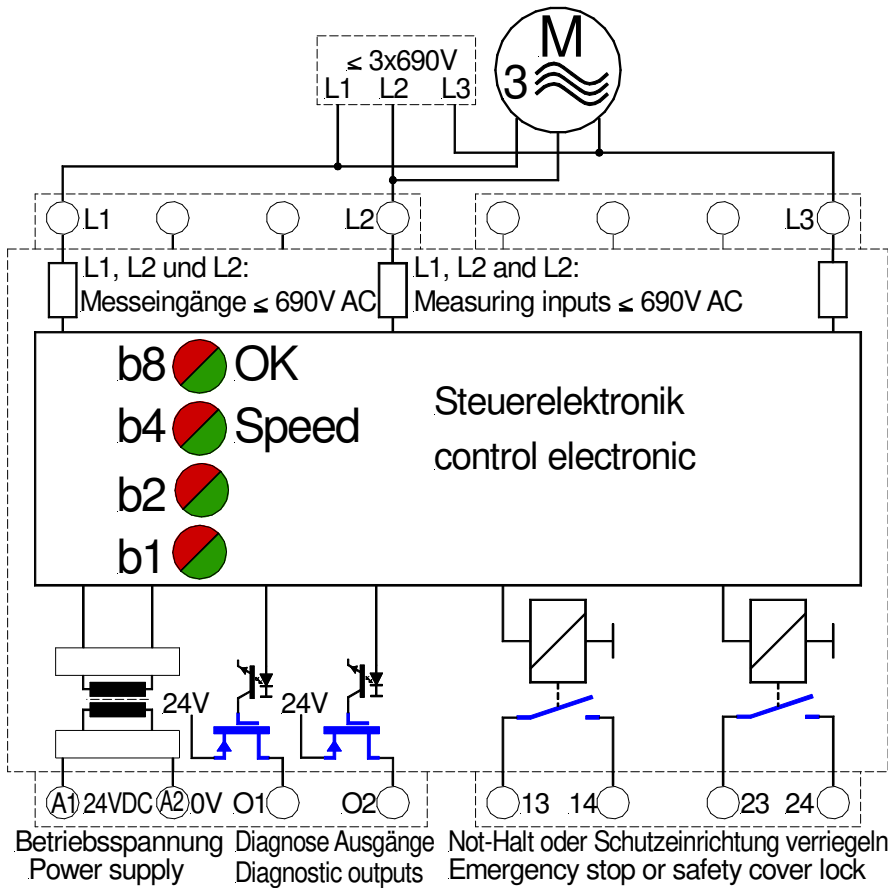 M
3
≤ 3x690V
L1 L2 L3
L1 L2 L3
L1, L2 und L2:
Messeingänge ≤ 690V AC
L1, L2 and L2:
Measuring inputs ≤ 690V AC
b8 OK
b4 Speed
b2
b1
Steuerelektronik
control electronic
24V 24V
A1 24VDC A2 0V O1 O2 13 14 23 24
Betriebsspannung
Power supply
Diagnose Ausgänge
Diagnostic outputs
Not-Halt oder Schutzeinrichtung verriegeln
Emergency stop or safety cover lock